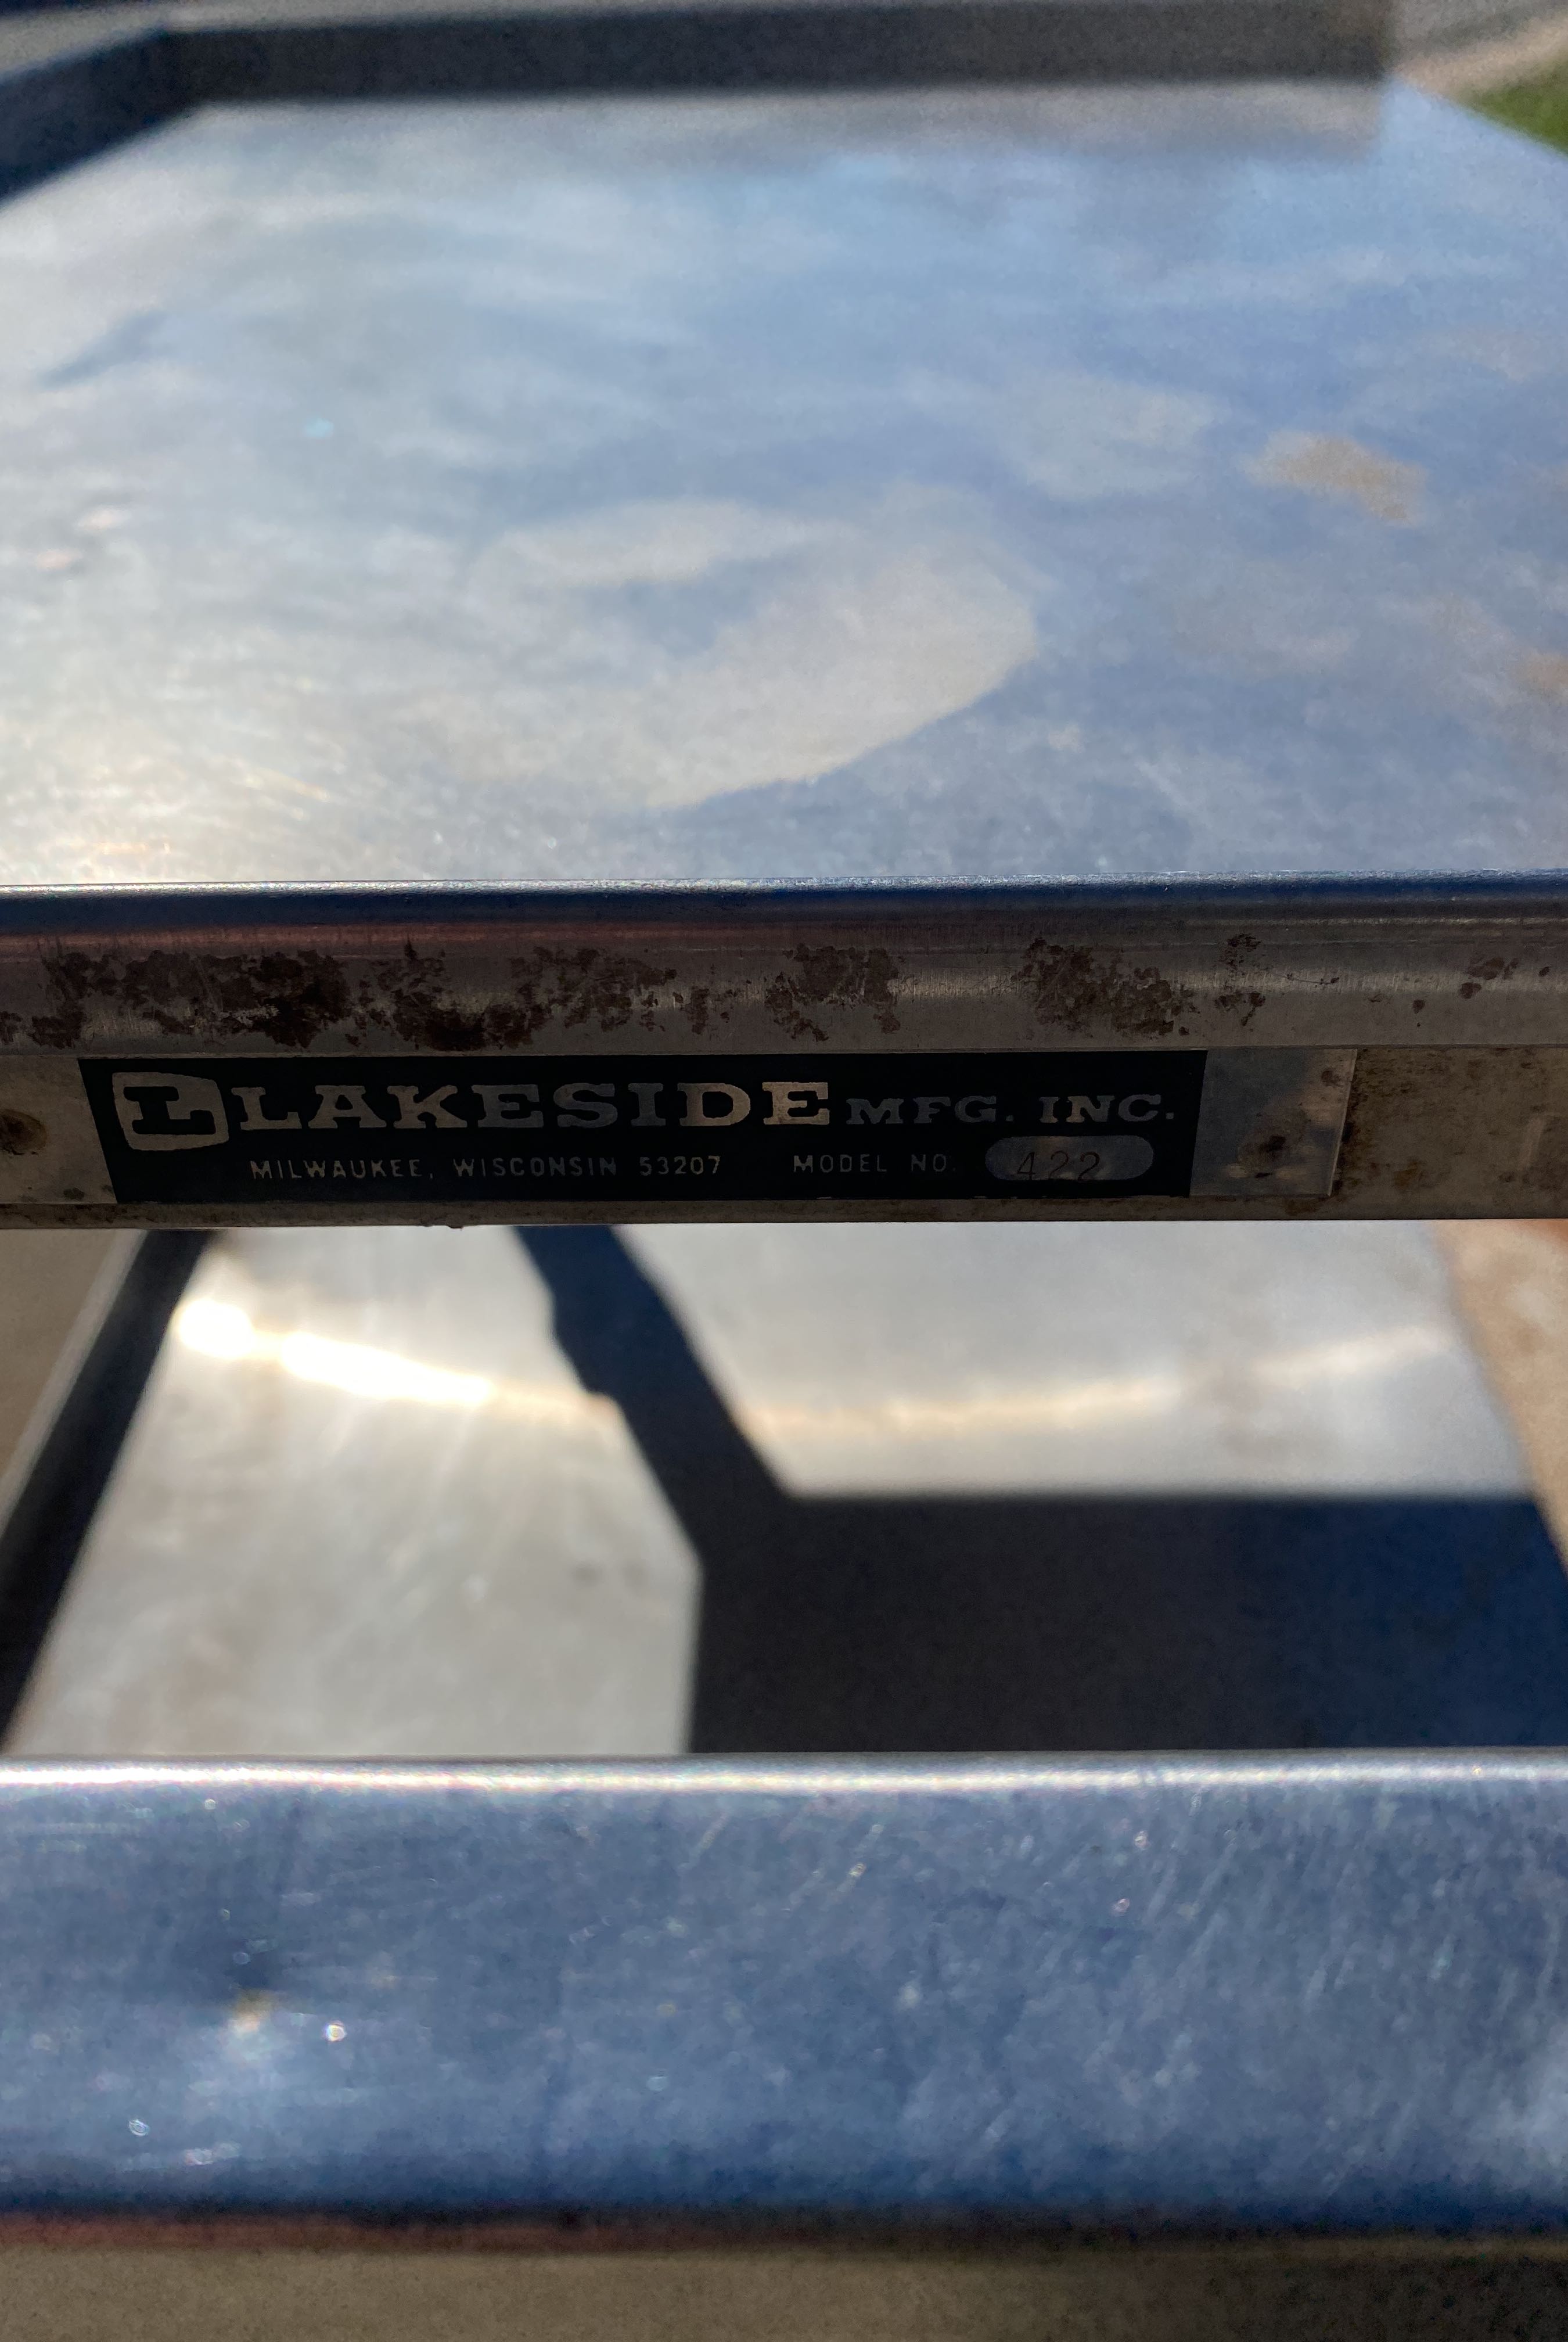 L LAKESIDE MFG. INC.
MILWAUKEE, WISCONSIN 53207 MODEL NO. 422